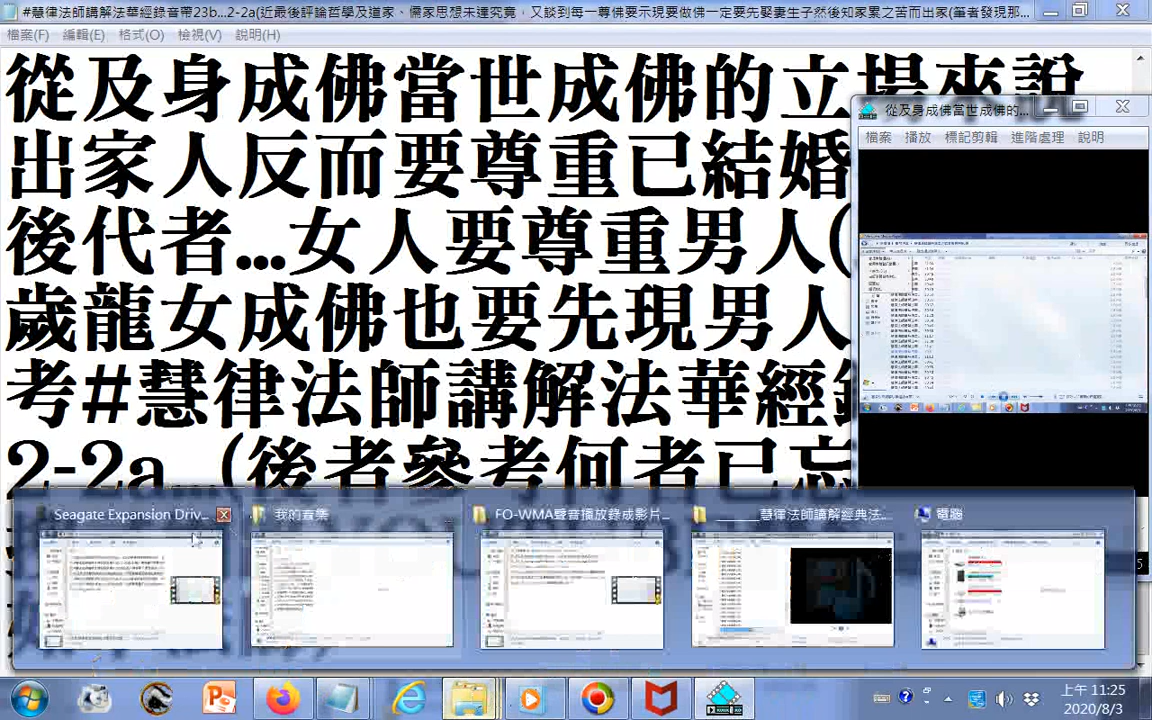 #慧律法師講解法華經錄音帶23b...2-2a(近最後評論哲學及道家、儒家思想未達究竟，又談到每一尊佛要示現要做佛一定要先娶妻生子然後知家累之苦而出家(筆者發現那...
檔案(F) 編輯(E) 格式(O) 檢視(V) 說明(H)
從及身成佛當世成佛的立場來說
出家人反而要尊重已結婚
後代者...女人要尊重男人(
歲龍女成佛也要先現男人
考#慧律法師講解法華經錄
2-2a...(後者參考何者已忘
從及身成佛當世成佛的...
檔案 播放 標記剪輯 進階處理 說明
Seagate Expansion Driv...
我的音樂
FO-WMA聲音播放錄成影片...
慧律法師講解經典法...
電腦
上午 11:25
2020/8/3